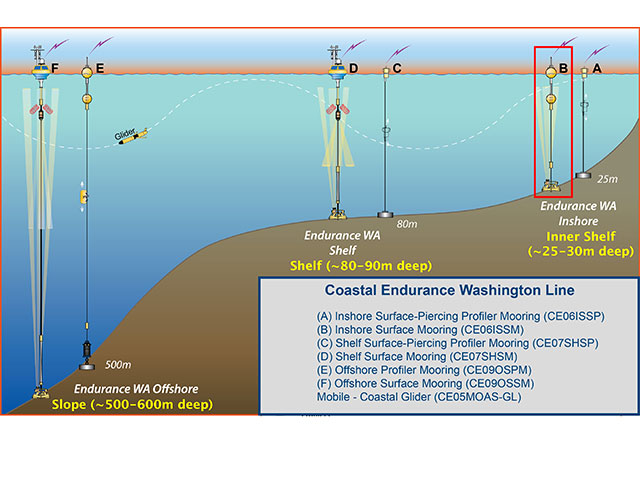 F
E
D
C
B
A
Glider
25m
80m
Endurance WA
Inshore
Inner Shelf
(~25-30m deep)
Endurance WA
Shelf
Shelf (~80-90m deep)
500m
Endurance WA Offshore
Slope (~500-600m deep)
Coastal Endurance Washington Line
(A) Inshore Surface-Piercing Profiler Mooring (CE06ISSP)
(B) Inshore Surface Mooring (CE06ISSM)
(C) Shelf Surface-Piercing Profiler Mooring (CE07SHSP)
(D) Shelf Surface Mooring (CE07SHSM)
(E) Offshore Profiler Mooring (CE09OSPM)
(F) Offshore Surface Mooring (CE09OSSM)
Mobile - Coastal Glider (CE05MOAS-GL)